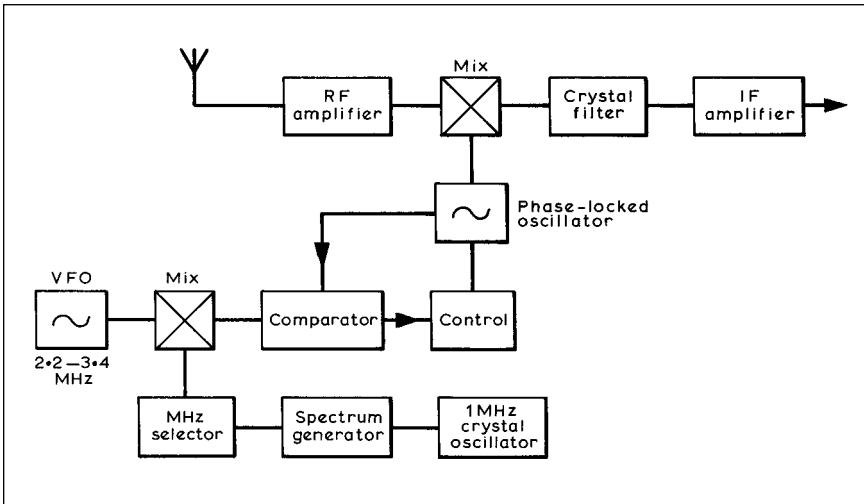 Mix
RF
amplifier
Crystal
filter
IF
amplifier
Phase-locked
oscillator
VFO
Mix
Comparator
Control
2·2—3·4
MHz
MHz
selector
Spectrum
generator
1MHz
crystal
oscillator